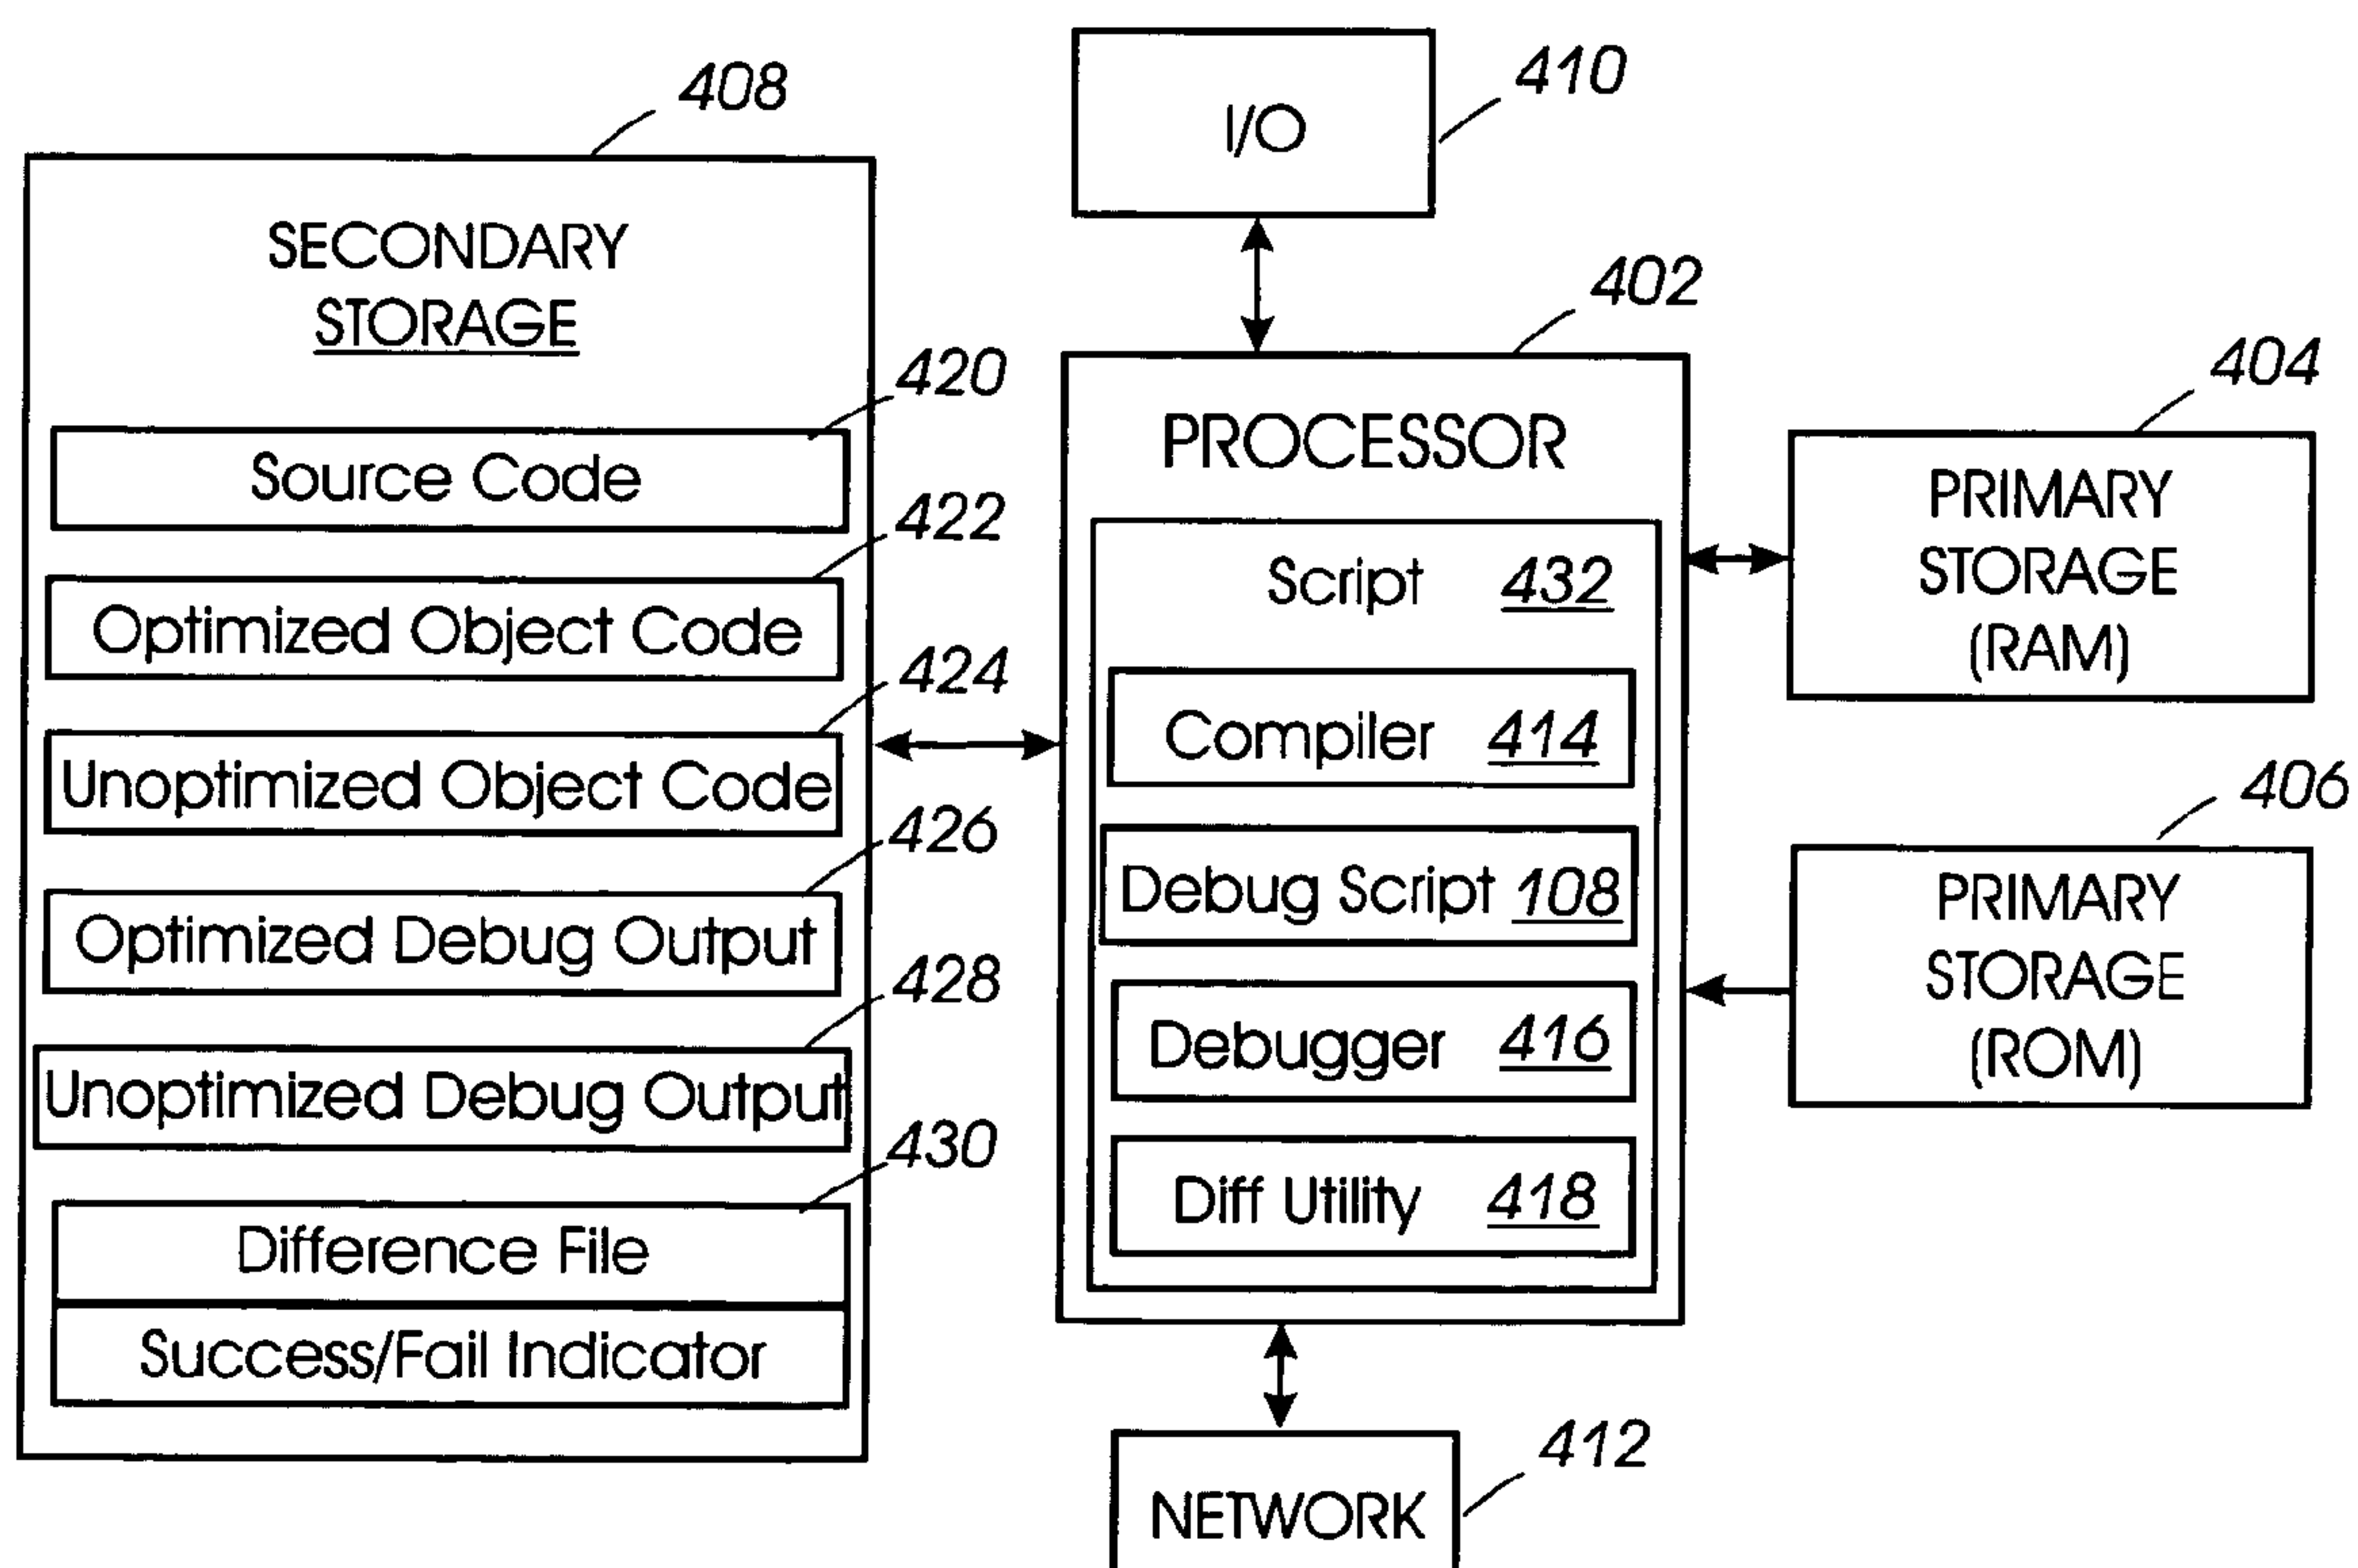 408
SECONDARY
STORAGE
420
Source Code
422
Optimized Object Code
424
Unoptimized Object Code
426
Optimized Debug Output
428
Unoptimized Debug Output
430
Difference File
Success/Fail Indicator
410
I/O
402
PROCESSOR
Script 432
Compiler 414
Debug Script 108
Debugger 416
Diff Utility 418
404
PRIMARY
STORAGE
(RAM)
406
PRIMARY
STORAGE
(ROM)
412
NETWORK